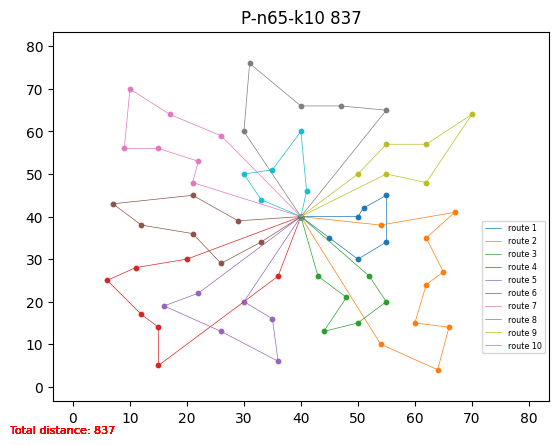 P-n65-k10 837
80
70
60
50
40
30
20
10
0
0 10 20 30 40 50 60 70 80
route 1
route 2
route 3
route 4
route 5
route 6
route 7
route 8
route 9
route 10
Total distance: 837